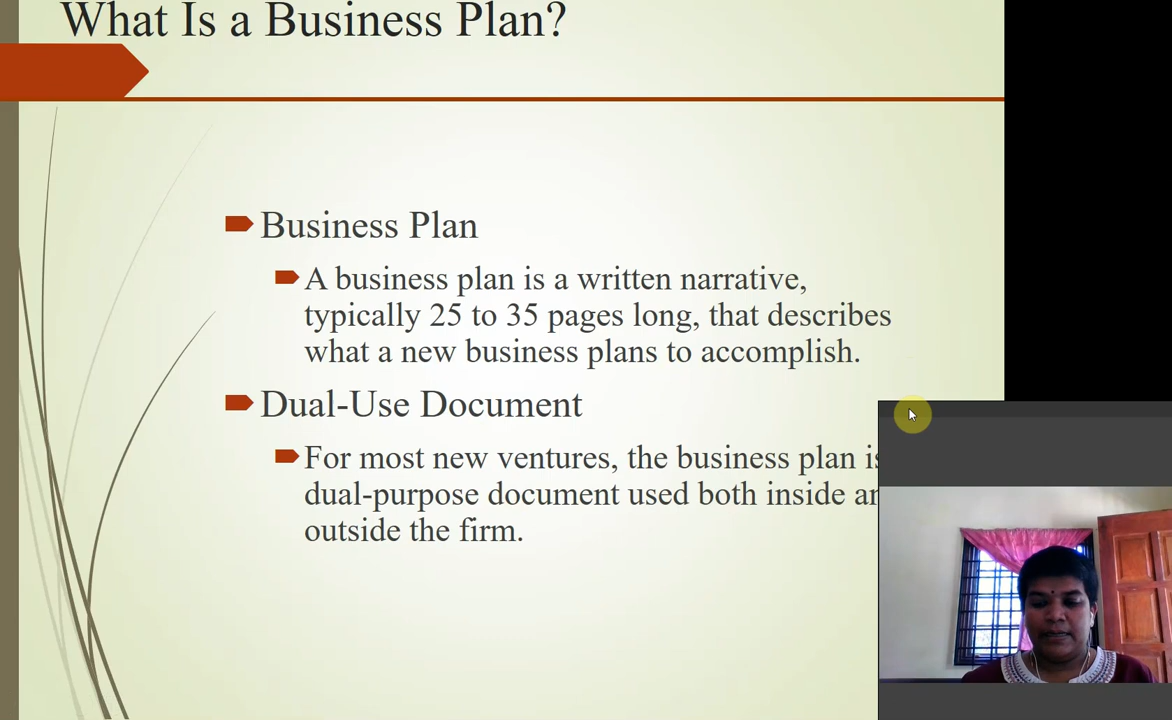 What Is a Business Plan?
Business Plan
A business plan is a written narrative,
typically 25 to 35 pages long, that describes
what a new business plans to accomplish.
Dual-Use Document
For most new ventures, the business plan
dual-purpose document used both inside
outside the firm.